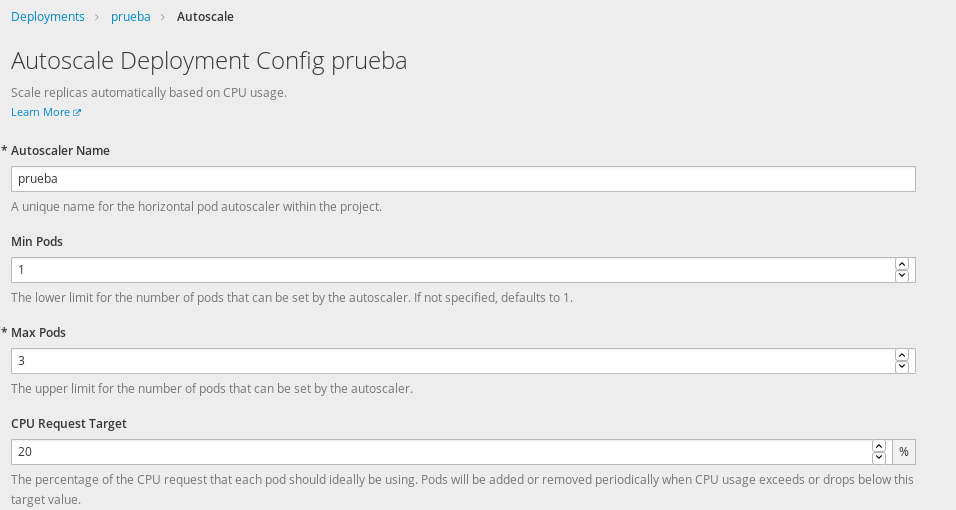 Deployments › prueba › Autoscale
Autoscale Deployment Config prueba
Scale replicas automatically based on CPU usage.
Learn More
* Autoscaler Name
prueba
A unique name for the horizontal pod autoscaler within the project.
Min Pods
1
The lower limit for the number of pods that can be set by the autoscaler. If not specified, defaults to 1.
* Max Pods
3
The upper limit for the number of pods that can be set by the autoscaler.
CPU Request Target
20 %
The percentage of the CPU request that each pod should ideally be using. Pods will be added or removed periodically when CPU usage exceeds or drops below this
target value.